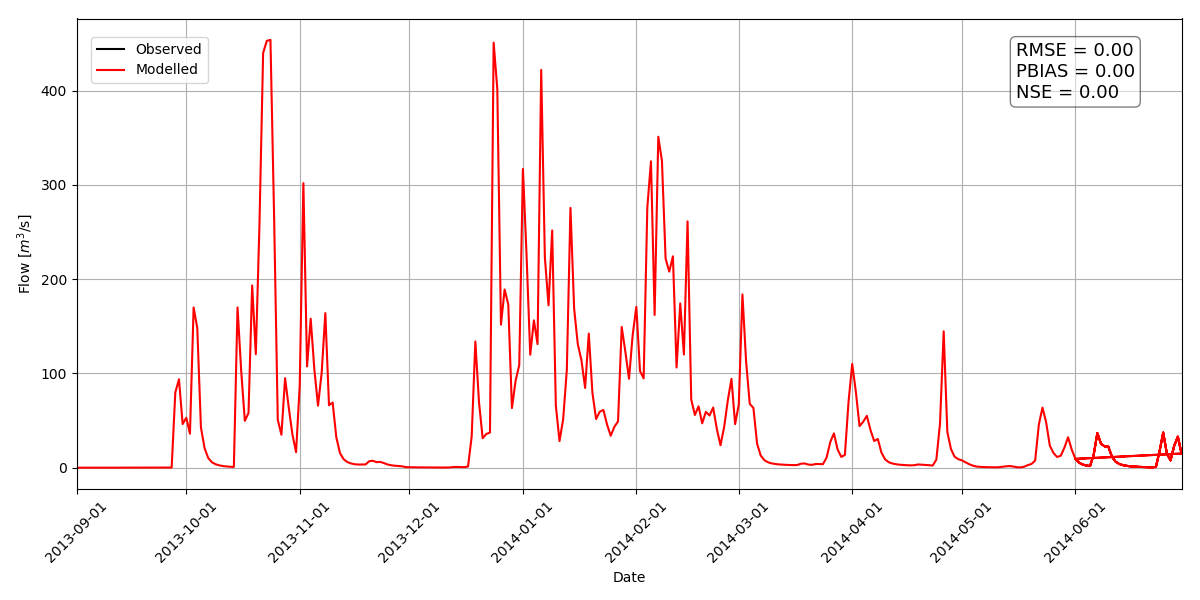 Observed
Modelled
RMSE = 0.00
PBIAS = 0.00
NSE = 0.00
400
300
200
100
0
Flow [m³/s]
2013-09-01
2013-10-01
2013-11-01
2013-12-01
2014-01-01
2014-02-01
2014-03-01
2014-04-01
2014-05-01
2014-06-01
Date